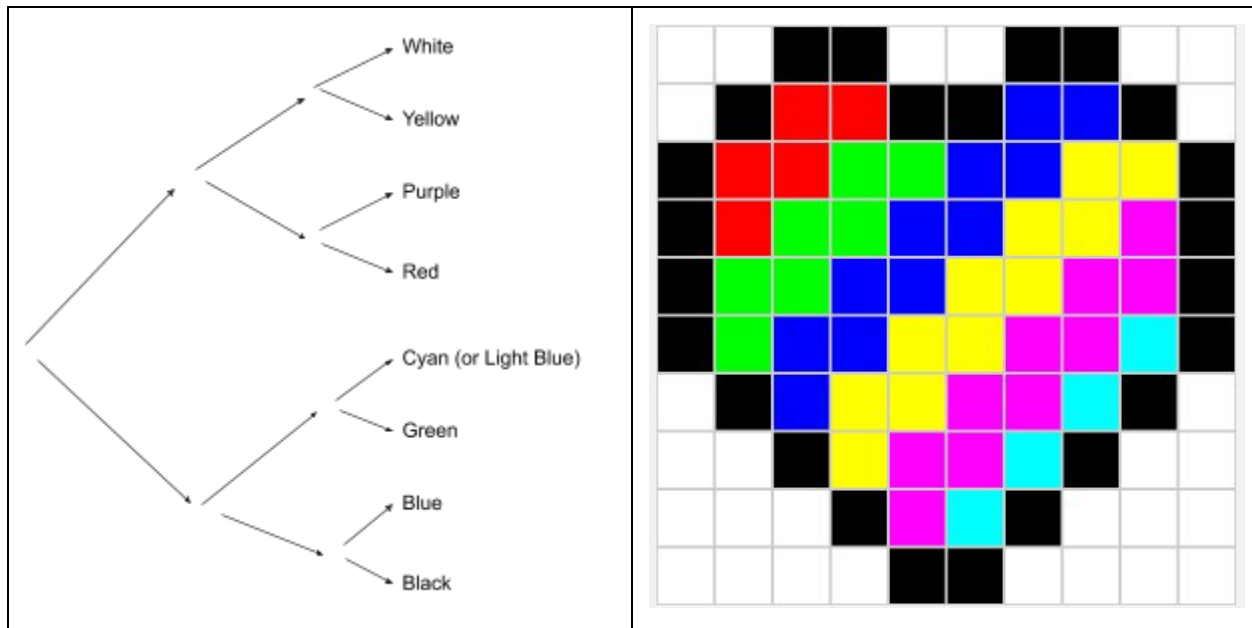 White
Yellow
Purple
Red
Cyan (or Light Blue)
Green
Blue
Black